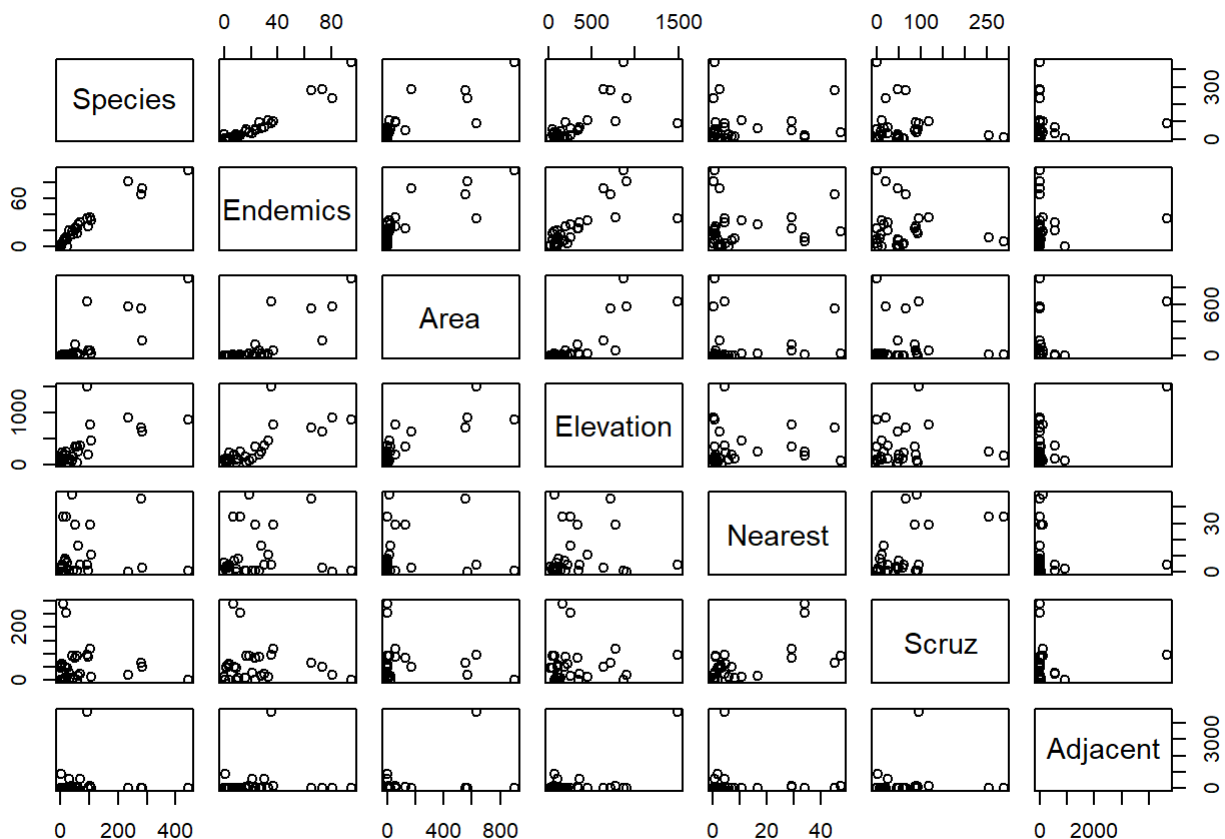 0 40 80 0 500 1500 0 100 250
Species 0 300
0 60 Endemics
Area 0 600
0 1000 Elevation
Nearest 0 30
0 200 Scruz
Adjacent 0 3000
0 200 400 0 400 800 0 20 40 0 2000